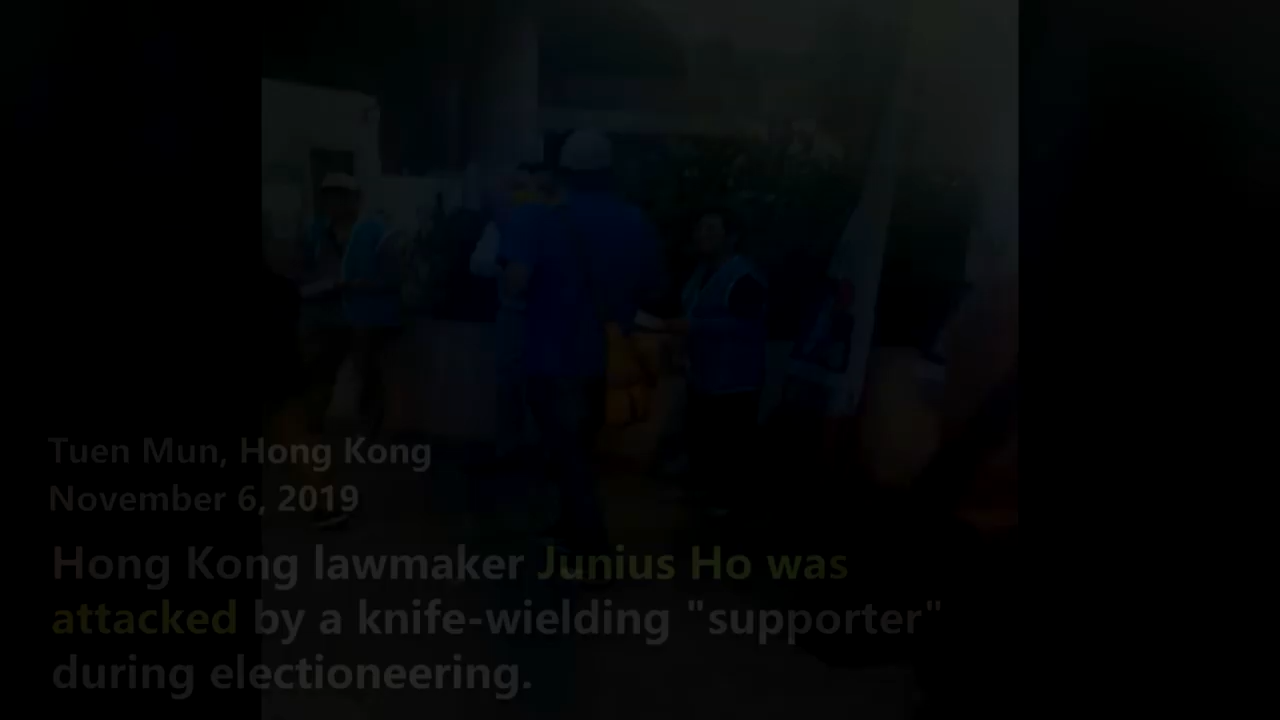 Tuen Mun, Hong Kong
November 6, 2019
Hong Kong lawmaker Junius Ho was
attacked by a knife-wielding "supporter"
during electioneering.